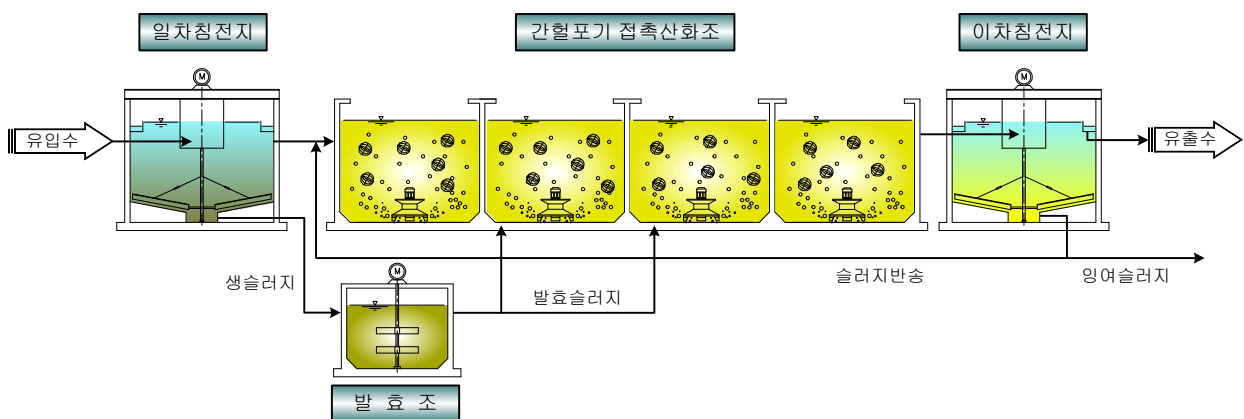 일차침전지
간헐포기 접촉산화조
이차침전지
M
M
유입수
유출수
생슬러지
발효슬러지
슬러지반송
잉여슬러지
M
발 효 조